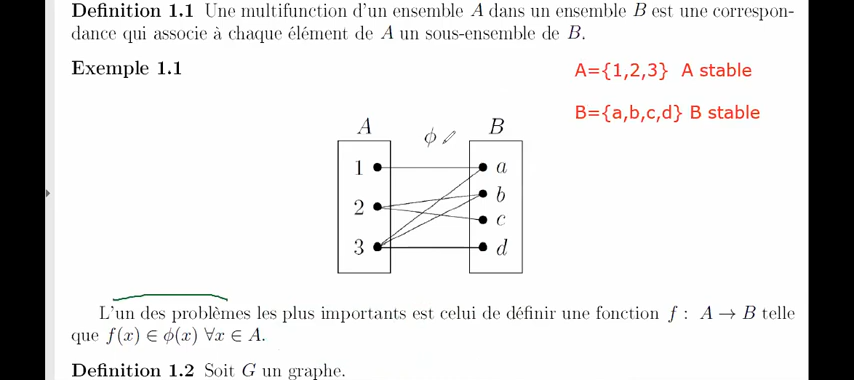 Definition 1.1 Une multifunction d'un ensemble A dans un ensemble B est une correspon-
dance qui associe à chaque élément de A un sous-ensemble de B.
Exemple 1.1
A={1,2,3} A stable
B={a,b,c,d} B stable
A ϕ B
1 a
b
2
c
3 d
L'un des problèmes les plus importants est celui de définir une fonction f : A → B telle
que f(x) ∈ ϕ(x) ∀x ∈ A.
Definition 1.2 Soit G un graphe.